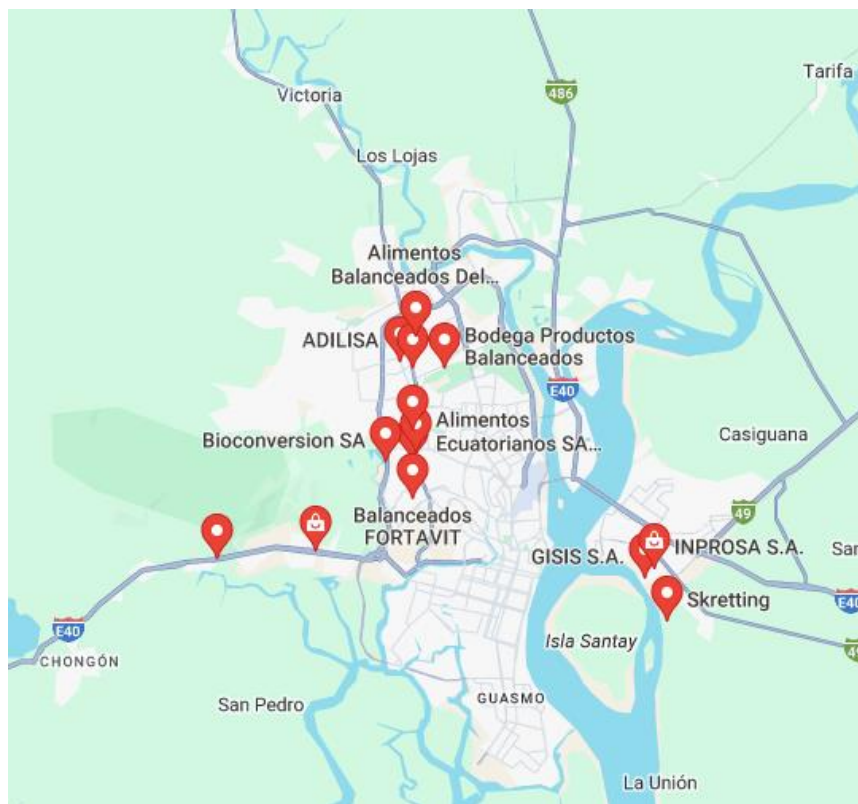 Tarifa
Victoria
486
Los Lojas
Alimentos
Balanceados Del...
ADILISA
Bodega Productos
Balanceados
E40
Alimentos
Ecuatorianos SA...
Bioconversion SA
Casiguana
49
Balanceados
FORTAVIT
GISIS S.A.
INPROSA S.A.
San
Skretting
E40
E40
Isla Santay
49
CHONGÓN
San Pedro
GUASMO
La Unión